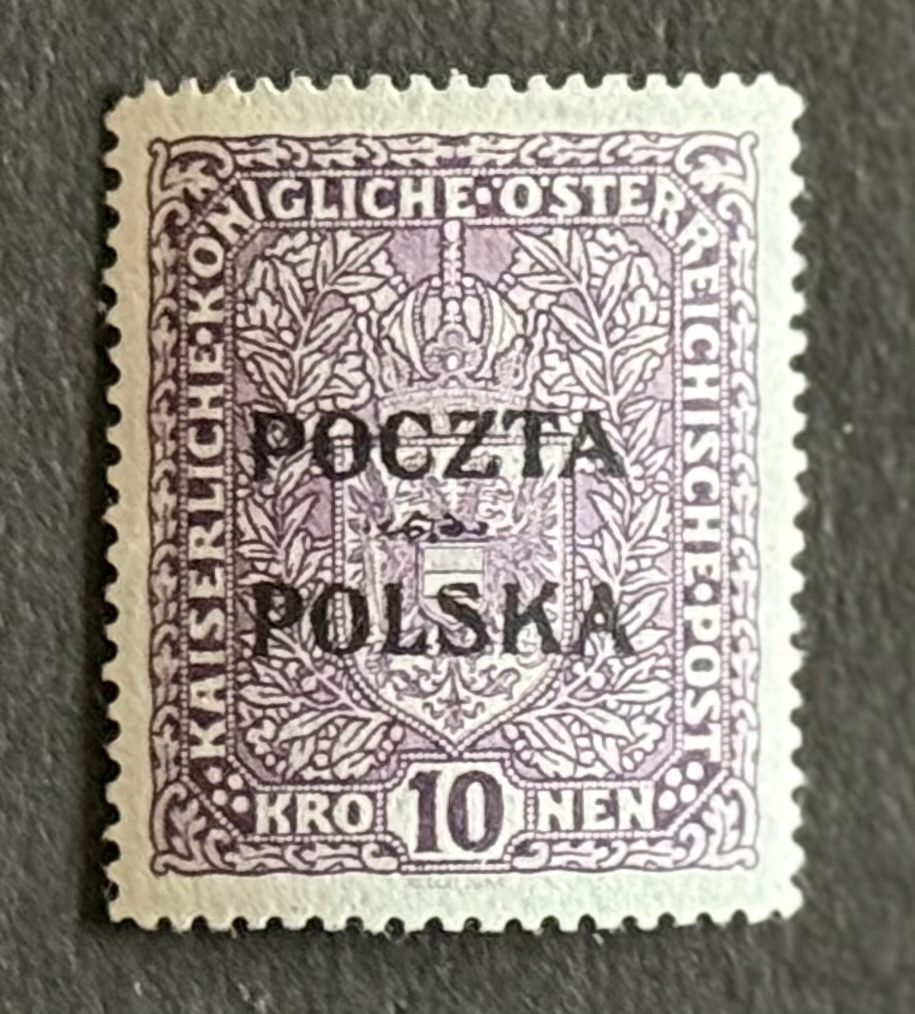 KAISERLICHE·KÖNIGLICHE·ÖSTERREICHISCHE·POST
POCZTA
POLSKA
KRO 10 NEN